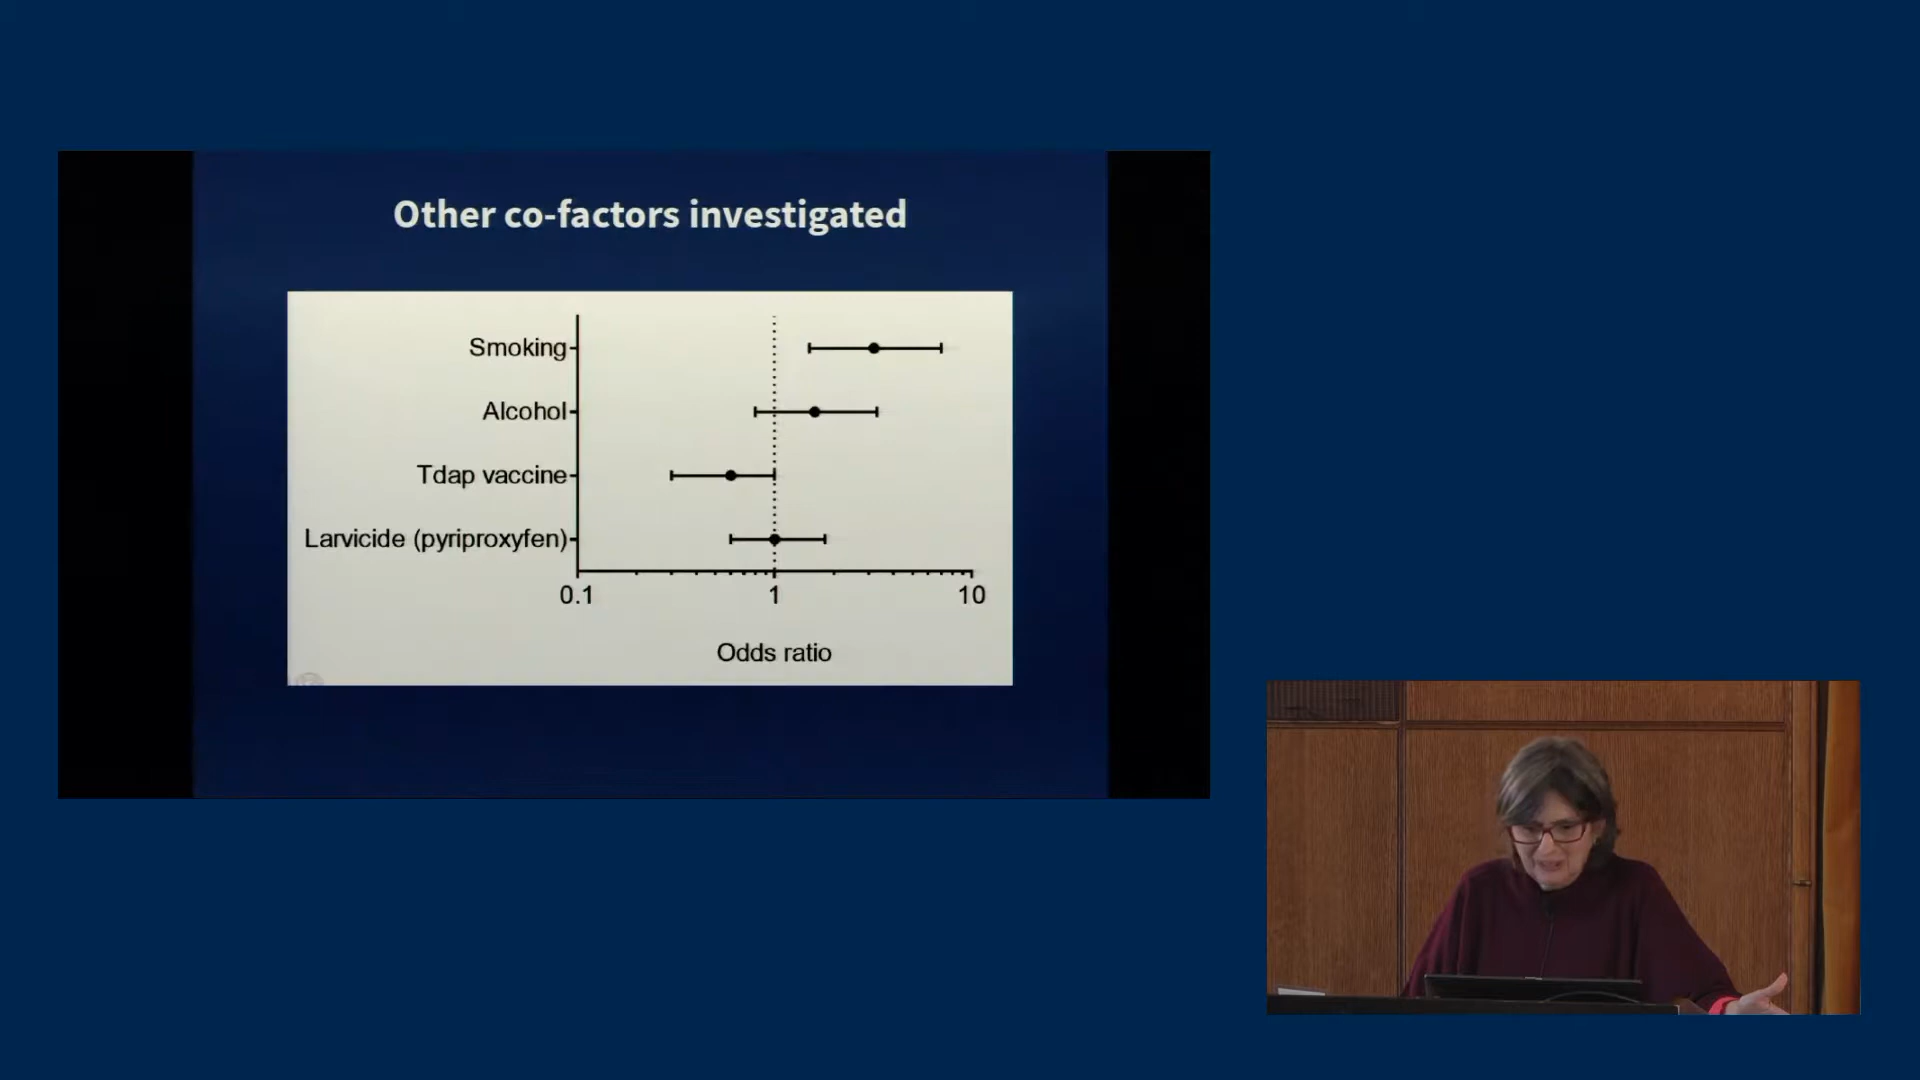 Other co-factors investigated
Smoking
Alcohol
Tdap vaccine
Larvicide (pyriproxyfen)
0.1 1 10
Odds ratio